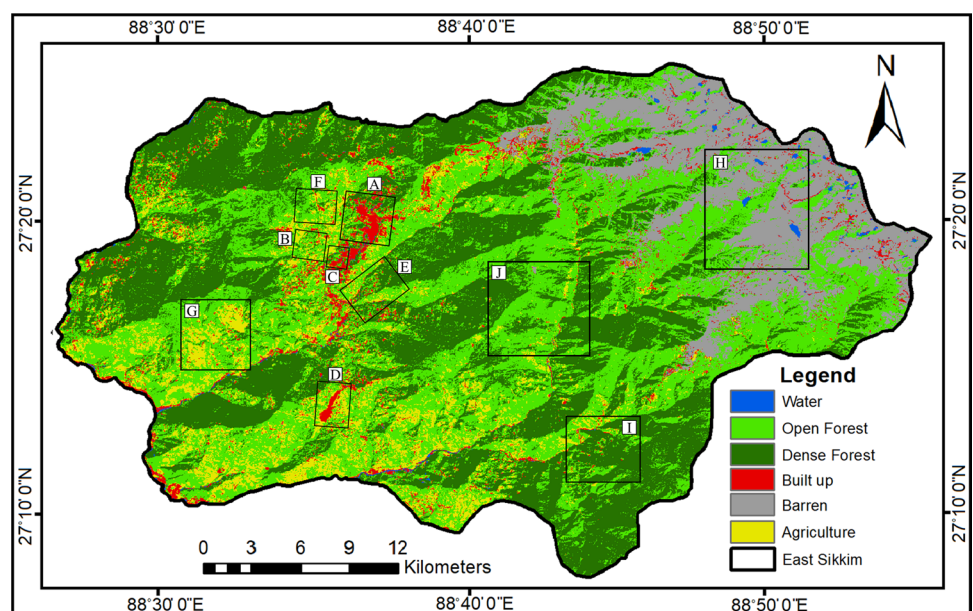 88°30´0"E 88°40´0"E 88°50´0"E
N
H
F A
27°20´0"N 27°20´0"N
B
C E
J
G
D
Legend
Water
Open Forest
I
Dense Forest
Built up
27°10´0"N 27°10´0"N
Barren
Agriculture
0 3 6 9 12
East Sikkim
Kilometers
88°30´0"E 88°40´0"E 88°50´0"E